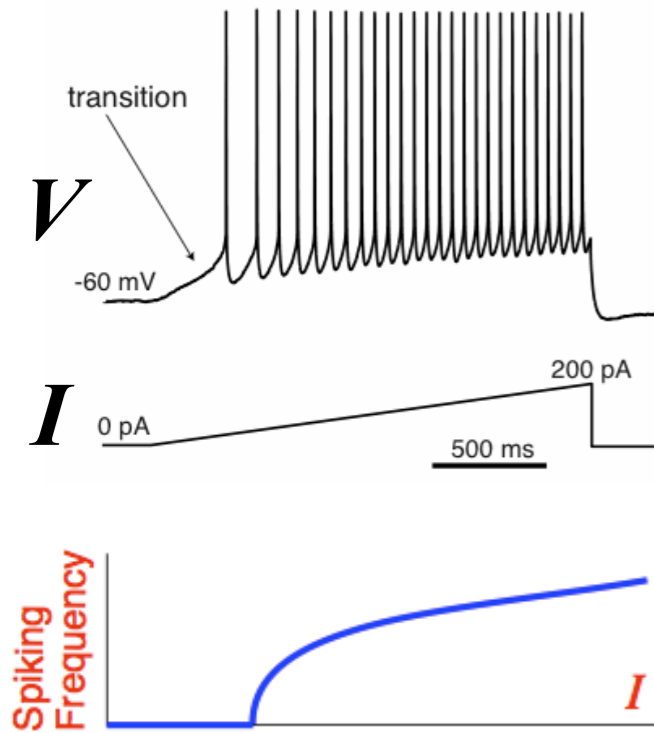 transition
V
-60 mV
200 pA
I
0 pA
500 ms
Spiking
Frequency
I